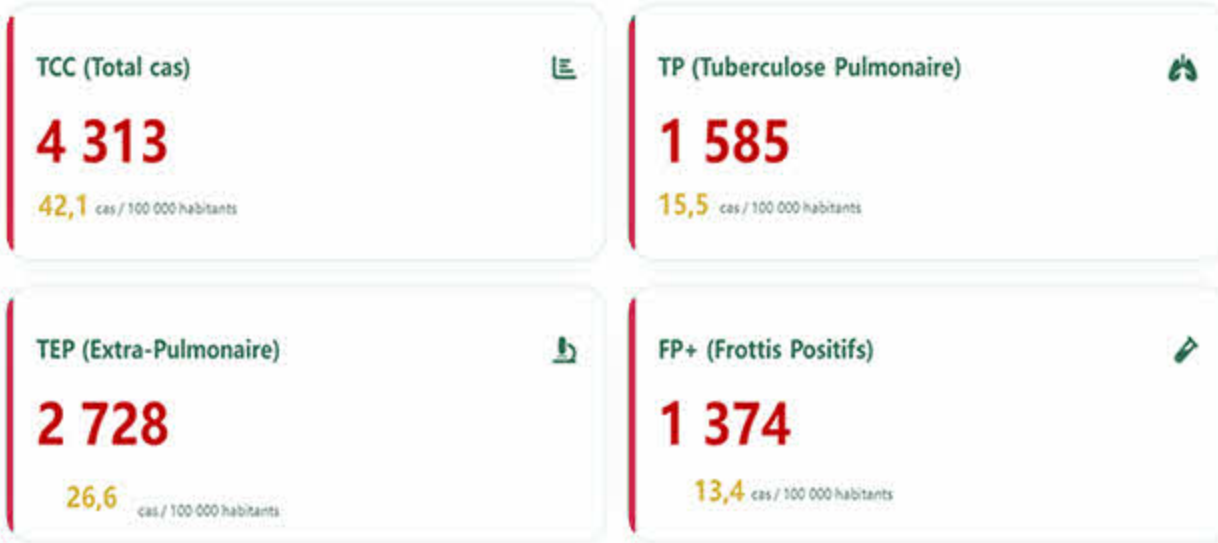 TCC (Total cas)
4 313
42,1 cas / 100 000 habitants
TP (Tuberculose Pulmonaire)
1 585
15,5 cas / 100 000 habitants
TEP (Extra-Pulmonaire)
2 728
26,6 cas / 100 000 habitants
FP+ (Frottis Positifs)
1 374
13,4 cas / 100 000 habitants